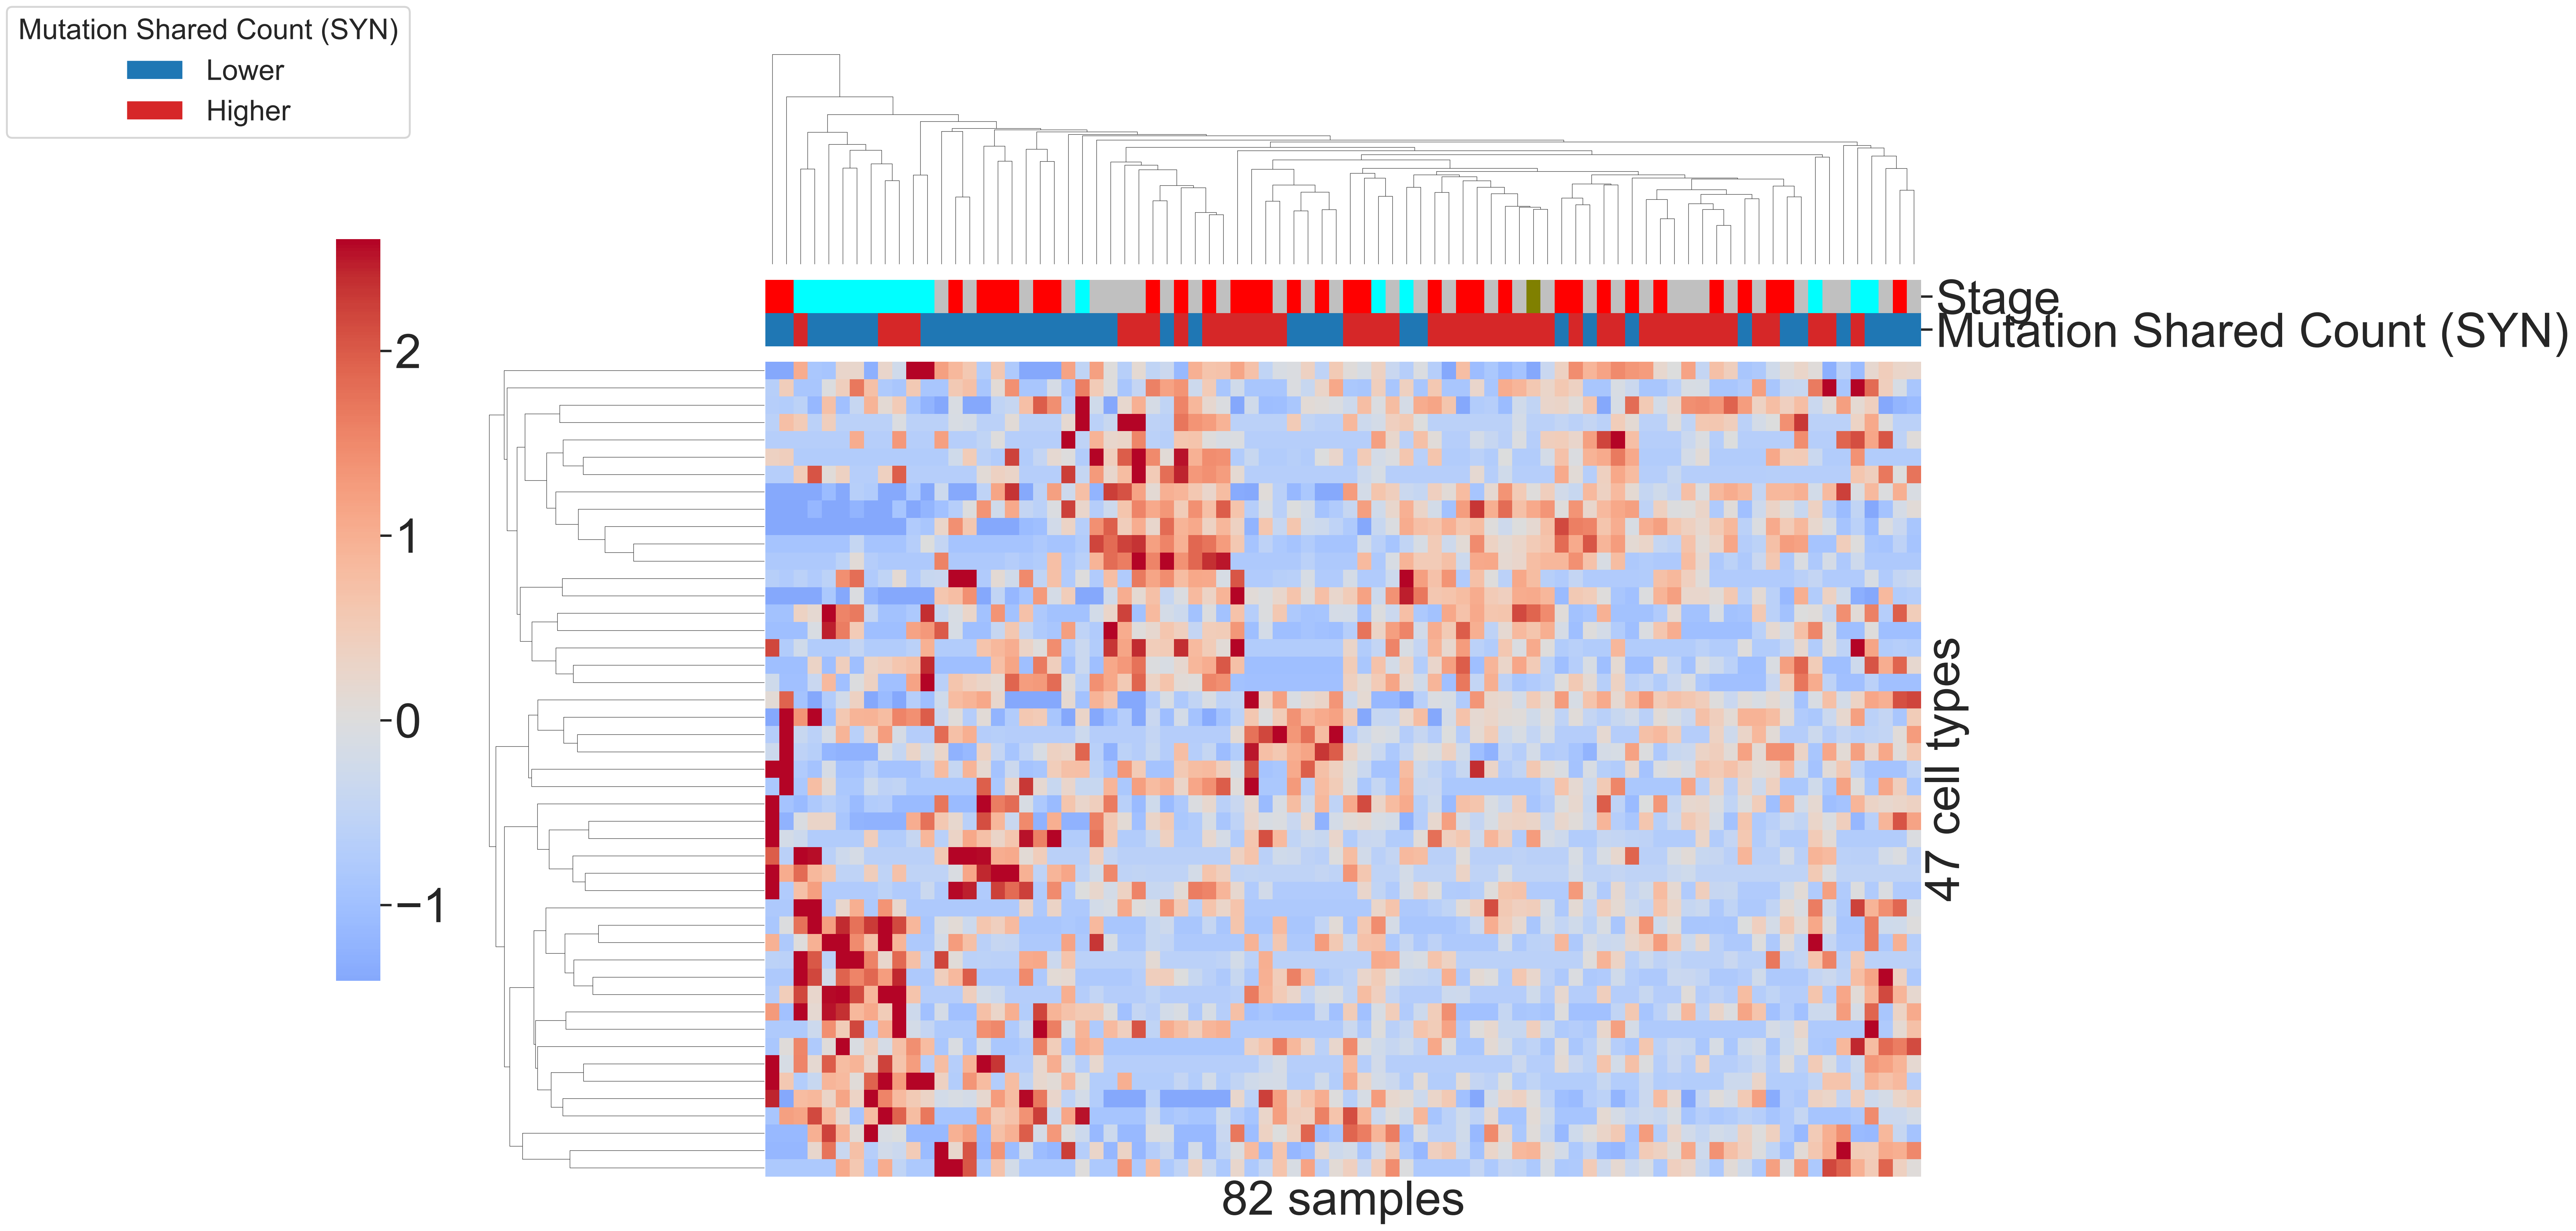 Mutation Shared Count (SYN)
Lower
Higher
Stage
Mutation Shared Count (SYN)
2
1
0
−1
47 cell types
82 samples